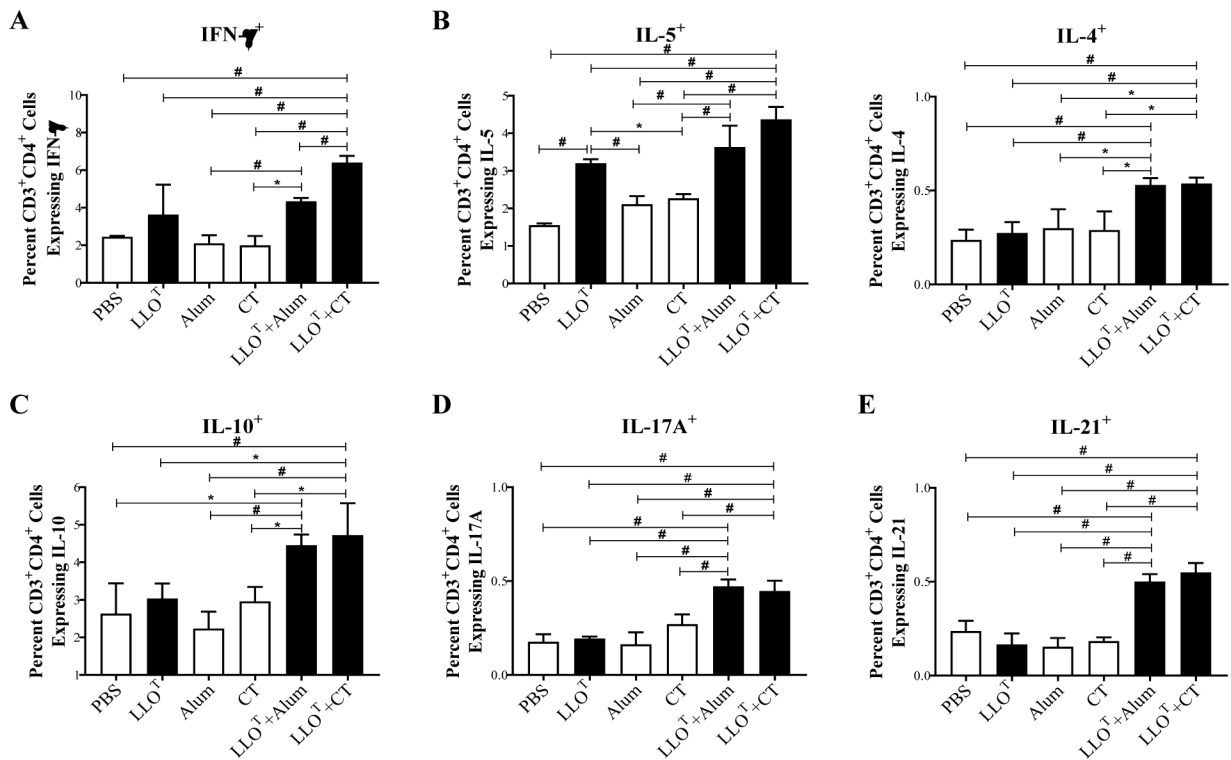 A
IFN-γ+
Percent CD3+CD4+ Cells
Expressing IFN-γ
10
8
6
4
2
0
# # # # # # *
PBS
LLOT
Alum
CT
LLOT+Alum
LLOT+CT
B
IL-5+
Percent CD3+CD4+ Cells
Expressing IL-5
5
4
3
2
1
0
# # # # # # # # *
PBS
LLOT
Alum
CT
LLOT+Alum
LLOT+CT
IL-4+
Percent CD3+CD4+ Cells
Expressing IL-4
1.0
0.5
0.0
# # * * # # * *
PBS
LLOT
Alum
CT
LLOT+Alum
LLOT+CT
C
IL-10+
Percent CD3+CD4+ Cells
Expressing IL-10
6
5
4
3
2
1
# * # * * # *
PBS
LLOT
Alum
CT
LLOT+Alum
LLOT+CT
D
IL-17A+
Percent CD3+CD4+ Cells
Expressing IL-17A
1.0
0.5
0.0
# # # # # # # #
PBS
LLOT
Alum
CT
LLOT+Alum
LLOT+CT
E
IL-21+
Percent CD3+CD4+ Cells
Expressing IL-21
1.0
0.5
0.0
# # # # # # # #
PBS
LLOT
Alum
CT
LLOT+Alum
LLOT+CT